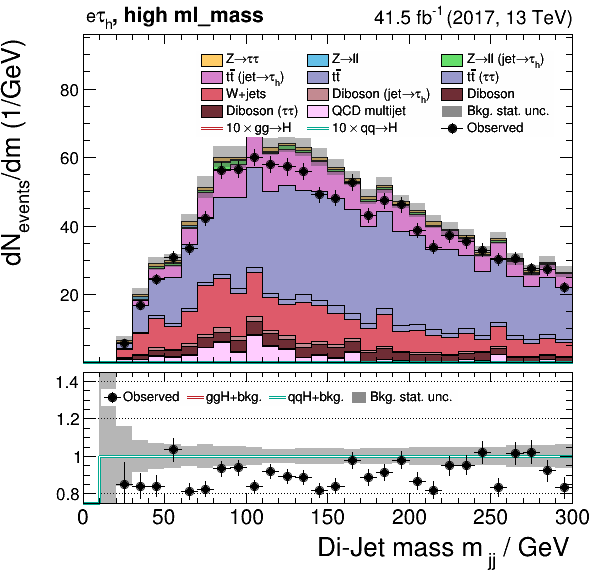 eτh, high ml_mass 41.5 fb-1 (2017, 13 TeV)
dNevents/dm (1/GeV)
Z→ττ Z→ll Z→ll (jet→τh)
tt̄ (jet→τh) tt̄ tt̄ (ττ)
W+jets Diboson (jet→τh) Diboson
Diboson (ττ) QCD multijet Bkg. stat. unc.
10 × gg→H 10 × qq→H Observed
80
60
40
20
1.4
Observed ggH+bkg. qqH+bkg. Bkg. stat. unc.
1.2
1
0.8
0 50 100 150 200 250 300
Di-Jet mass mjj / GeV